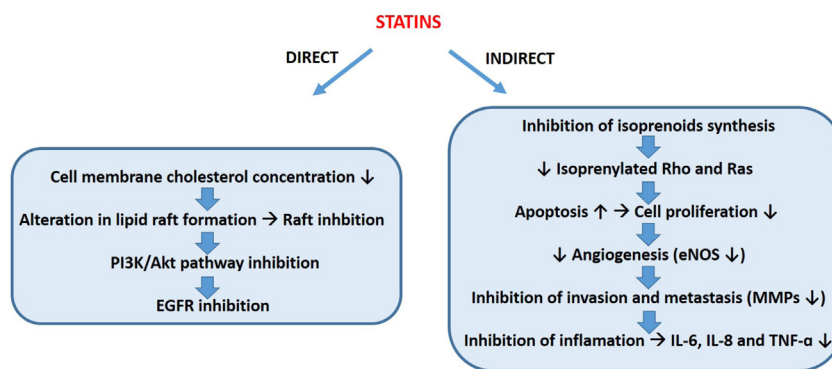 STATINS
DIRECT
INDIRECT
Cell membrane cholesterol concentration ↓
Alteration in lipid raft formation → Raft inhbition
PI3K/Akt pathway inhibition
EGFR inhibition
Inhibition of isoprenoids synthesis
↓ Isoprenylated Rho and Ras
Apoptosis ↑ → Cell proliferation ↓
↓ Angiogenesis (eNOS ↓)
Inhibition of invasion and metastasis (MMPs ↓)
Inhibition of inflamation → IL-6, IL-8 and TNF-α ↓